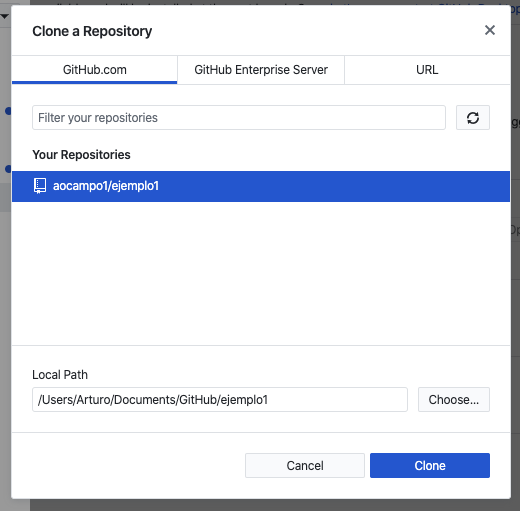 Clone a Repository
GitHub.com
GitHub Enterprise Server
URL
Filter your repositories
Your Repositories
aocampo1/ejemplo1
Local Path
/Users/Arturo/Documents/GitHub/ejemplo1
Choose...
Cancel
Clone